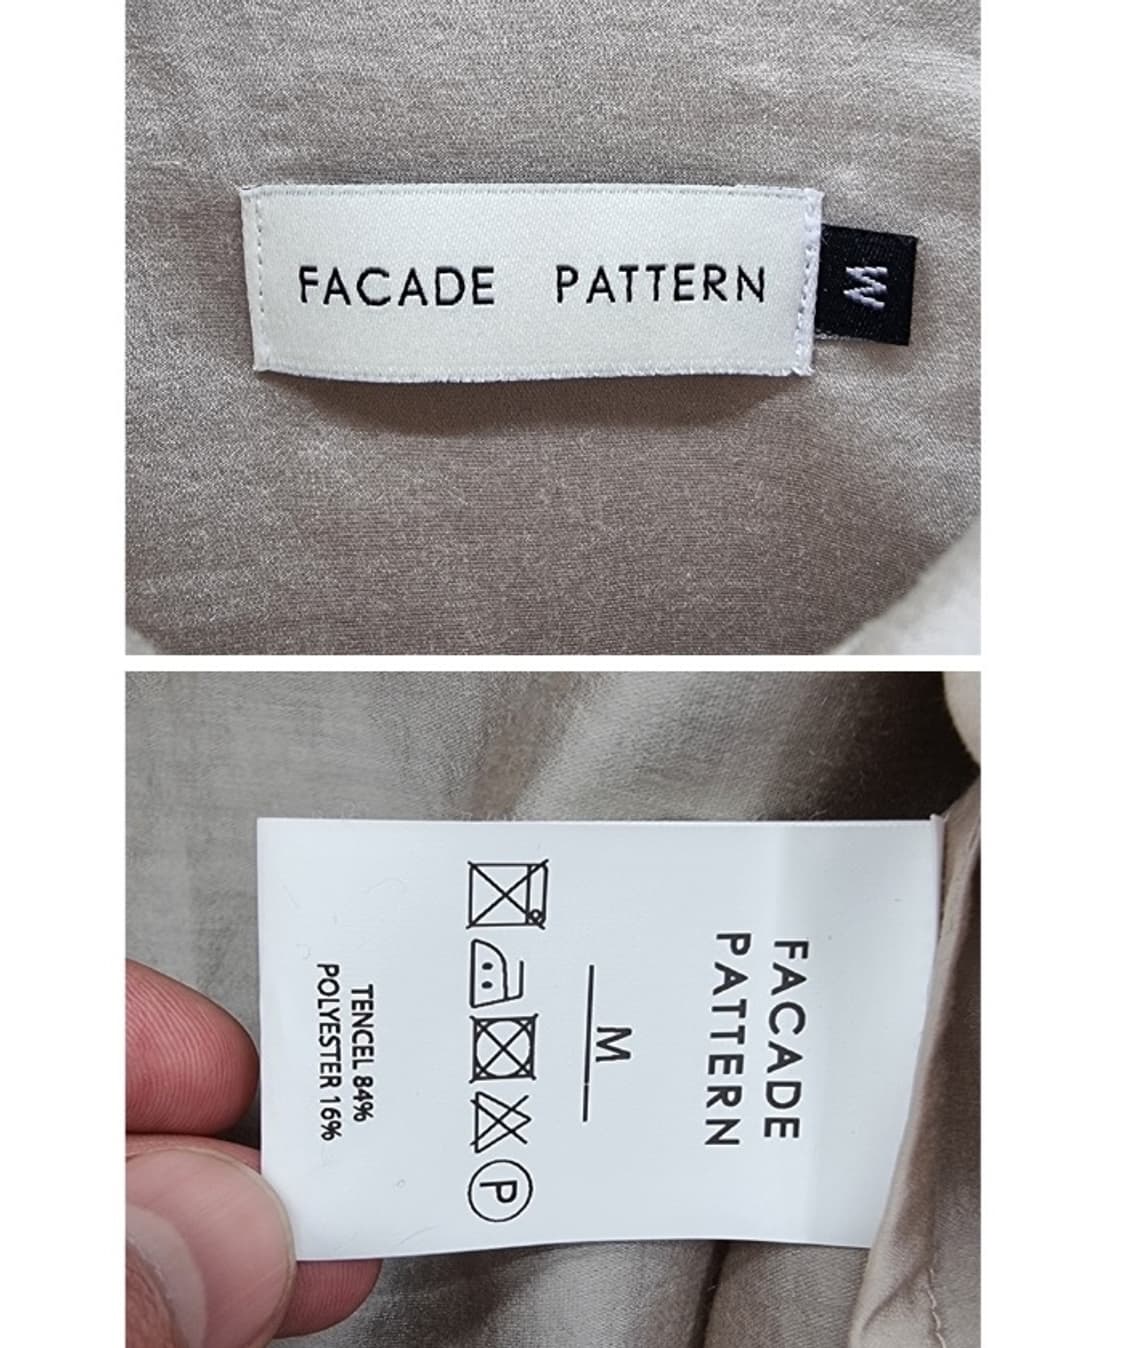 FACADE PATTERN
M
FACADE
PATTERN
M
P
TENCEL 84%
POLYESTER 16%